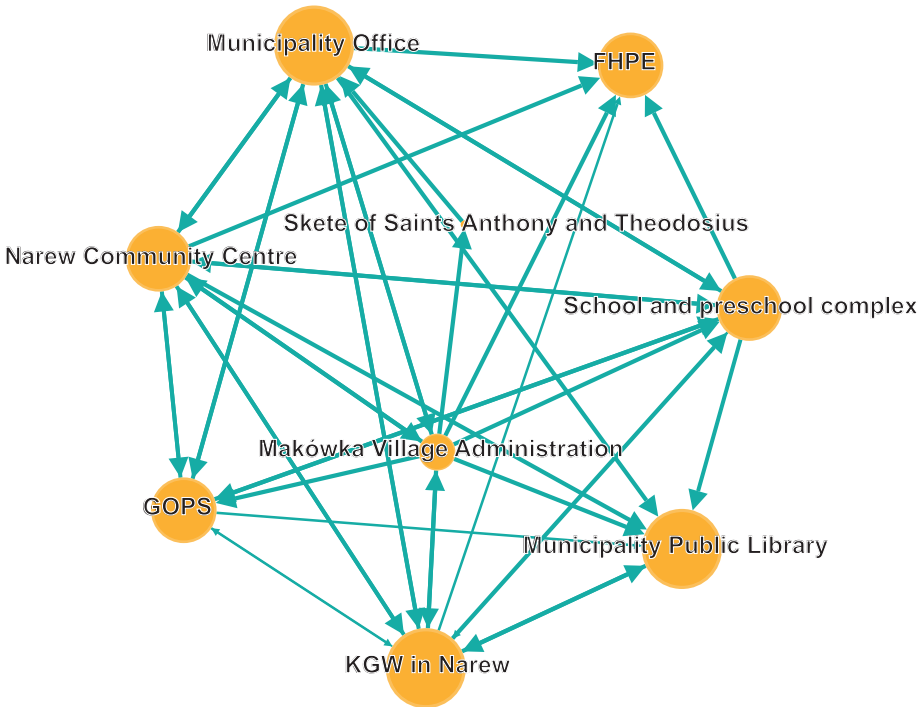 Municipality Office
FHPE
Skete of Saints Anthony and Theodosius
Narew Community Centre
School and preschool complex
Makówka Village Administration
GOPS
Municipality Public Library
KGW in Narew